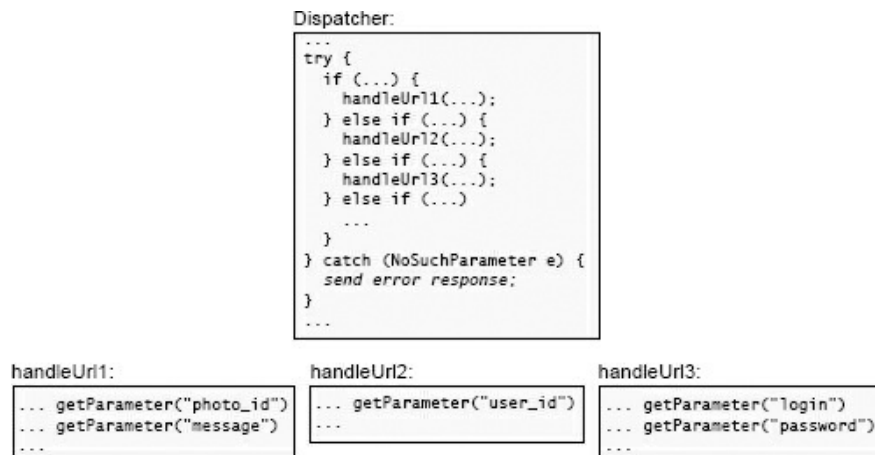 Dispatcher:
...
try {
if (...) {
handleUrl1(...);
} else if (...) {
handleUrl2(...);
} else if (...) {
handleUrl3(...);
} else if (...)
...
}
} catch (NoSuchParameter e) {
send error response;
}
...
handleUrl1:
... getParameter("photo_id")
... getParameter("message")
...
handleUrl2:
... getParameter("user_id")
...
handleUrl3:
... getParameter("login")
... getParameter("password")
...